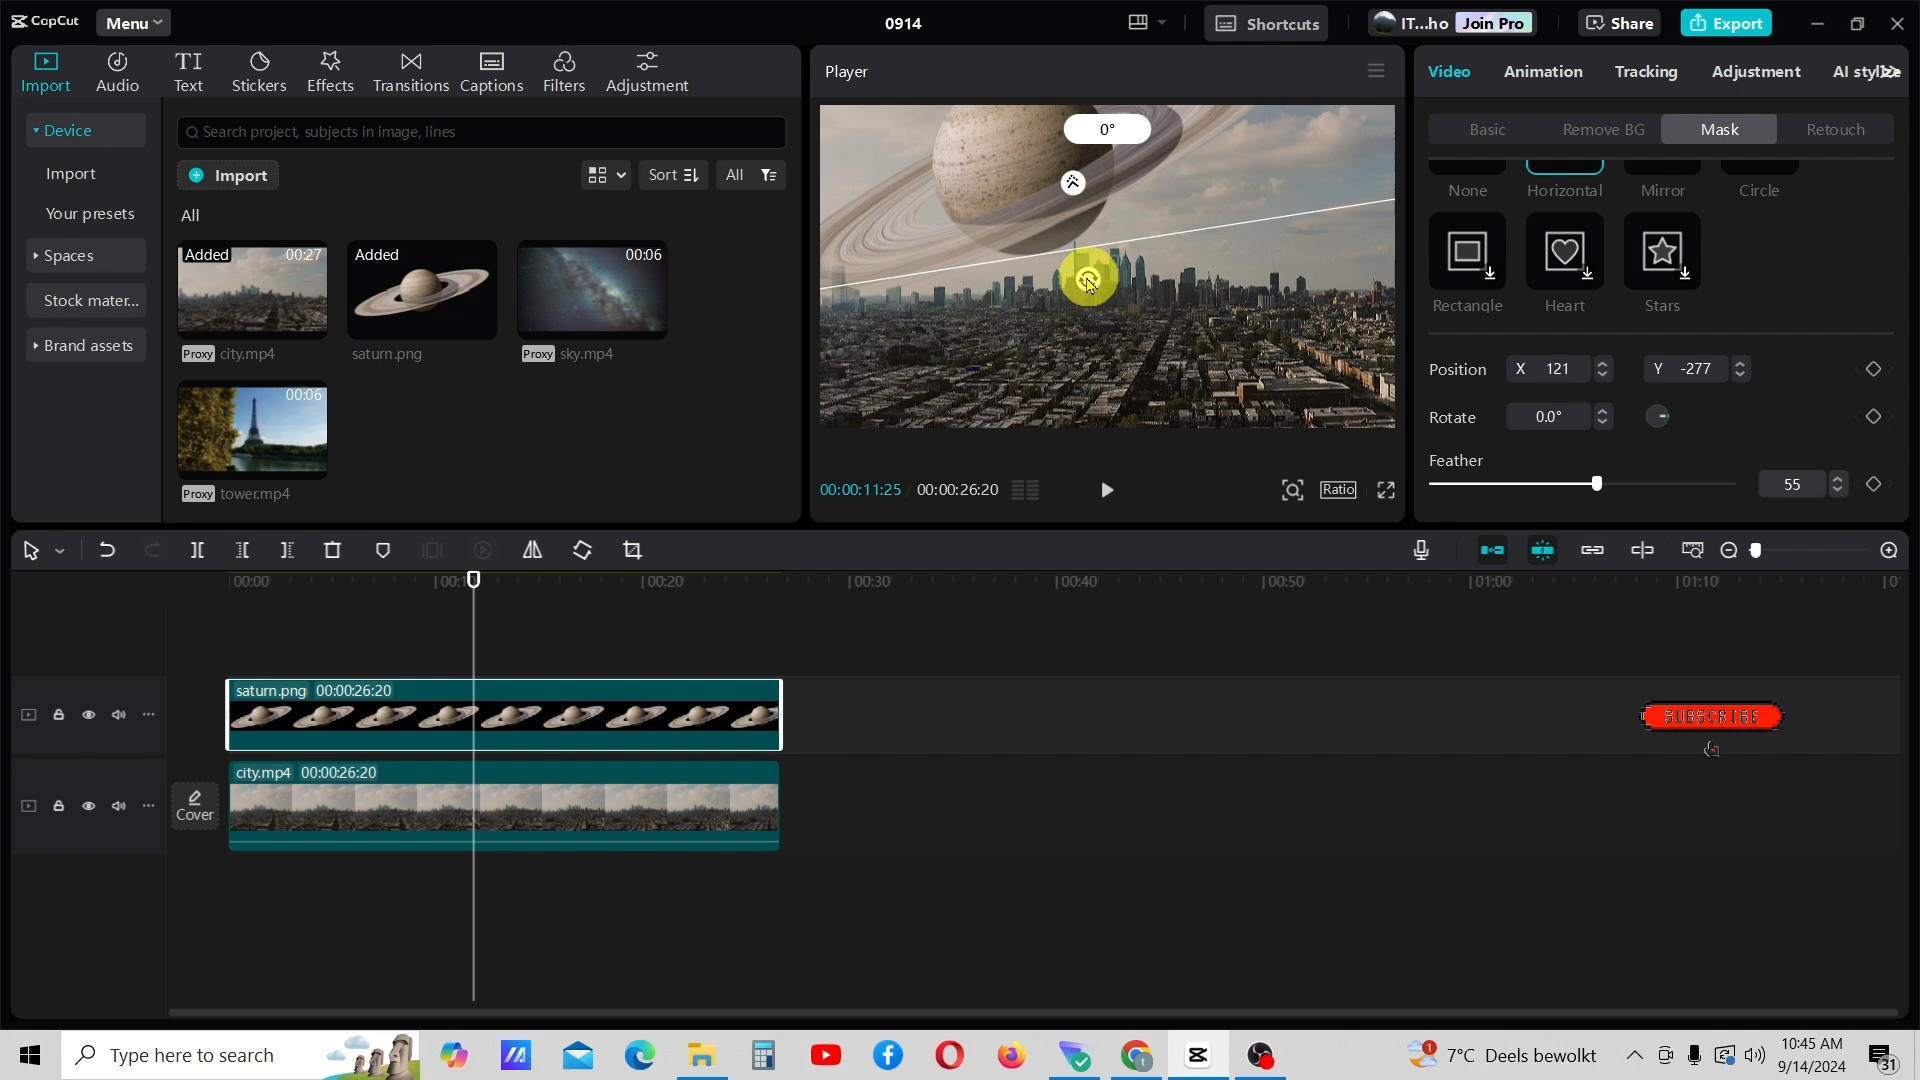 CapCut
Menu
0914
Shortcuts
IT...ho
Join Pro
Share
Export
Import
Audio
Text
Stickers
Effects
Transitions
Captions
Filters
Adjustment
Player
Video
Animation
Tracking
Adjustment
Device
Import
Your presets
Spaces
Stock mater...
Brand assets
Search project, subjects in image, lines
Import
Sort
All
All
Added 00:27
Added
00:06
Proxy city.mp4
saturn.png
Proxy sky.mp4
00:06
Proxy tower.mp4
0°
00:00:11:25
00:00:26:20
Ratio
Basic
Remove BG
Mask
Retouch
None
Horizontal
Mirror
Circle
Rectangle
Heart
Stars
Position X 121 Y -277
Rotate 0.0°
Feather
55
00:00
00:20
00:30
00:40
00:50
01:00
01:10
saturn.png 00:00:26:20
SUBSCRIBE
city.mp4 00:00:26:20
Cover
Type here to search
1
7°C Deels bewolkt
10:45 AM
9/14/2024
31